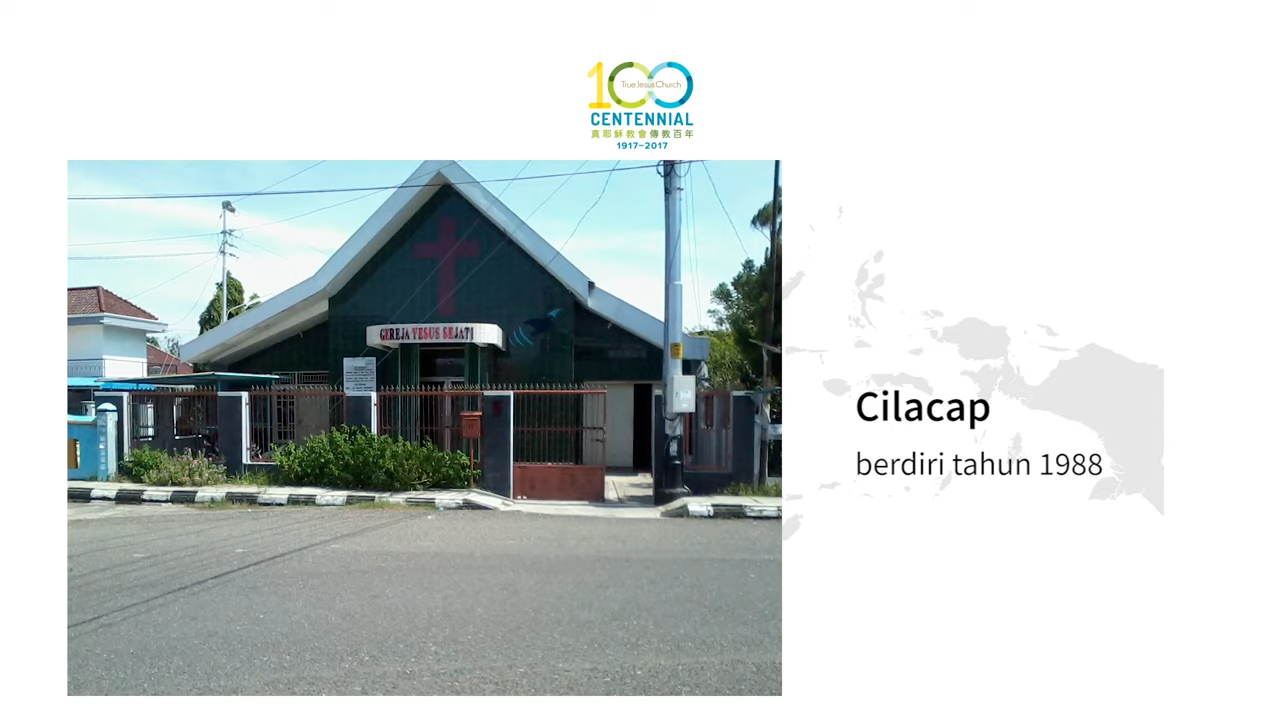 100
True Jesus Church
CENTENNIAL
真耶穌教會傳教百年
1917-2017
GEREJA YESUS SEJATI
Cilacap
berdiri tahun 1988